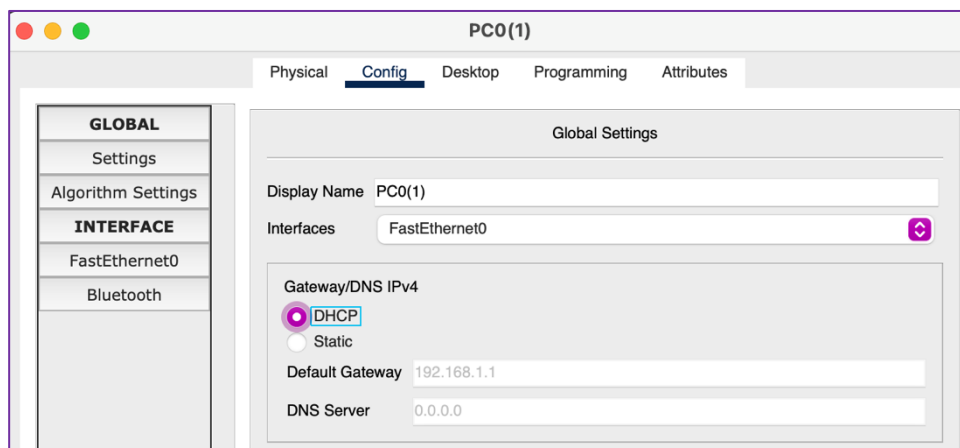 PC0(1)
Physical Config Desktop Programming Attributes
GLOBAL
Settings
Algorithm Settings
INTERFACE
FastEthernet0
Bluetooth
Global Settings
Display Name PC0(1)
Interfaces FastEthernet0
Gateway/DNS IPv4
DHCP
Static
Default Gateway 192.168.1.1
DNS Server 0.0.0.0